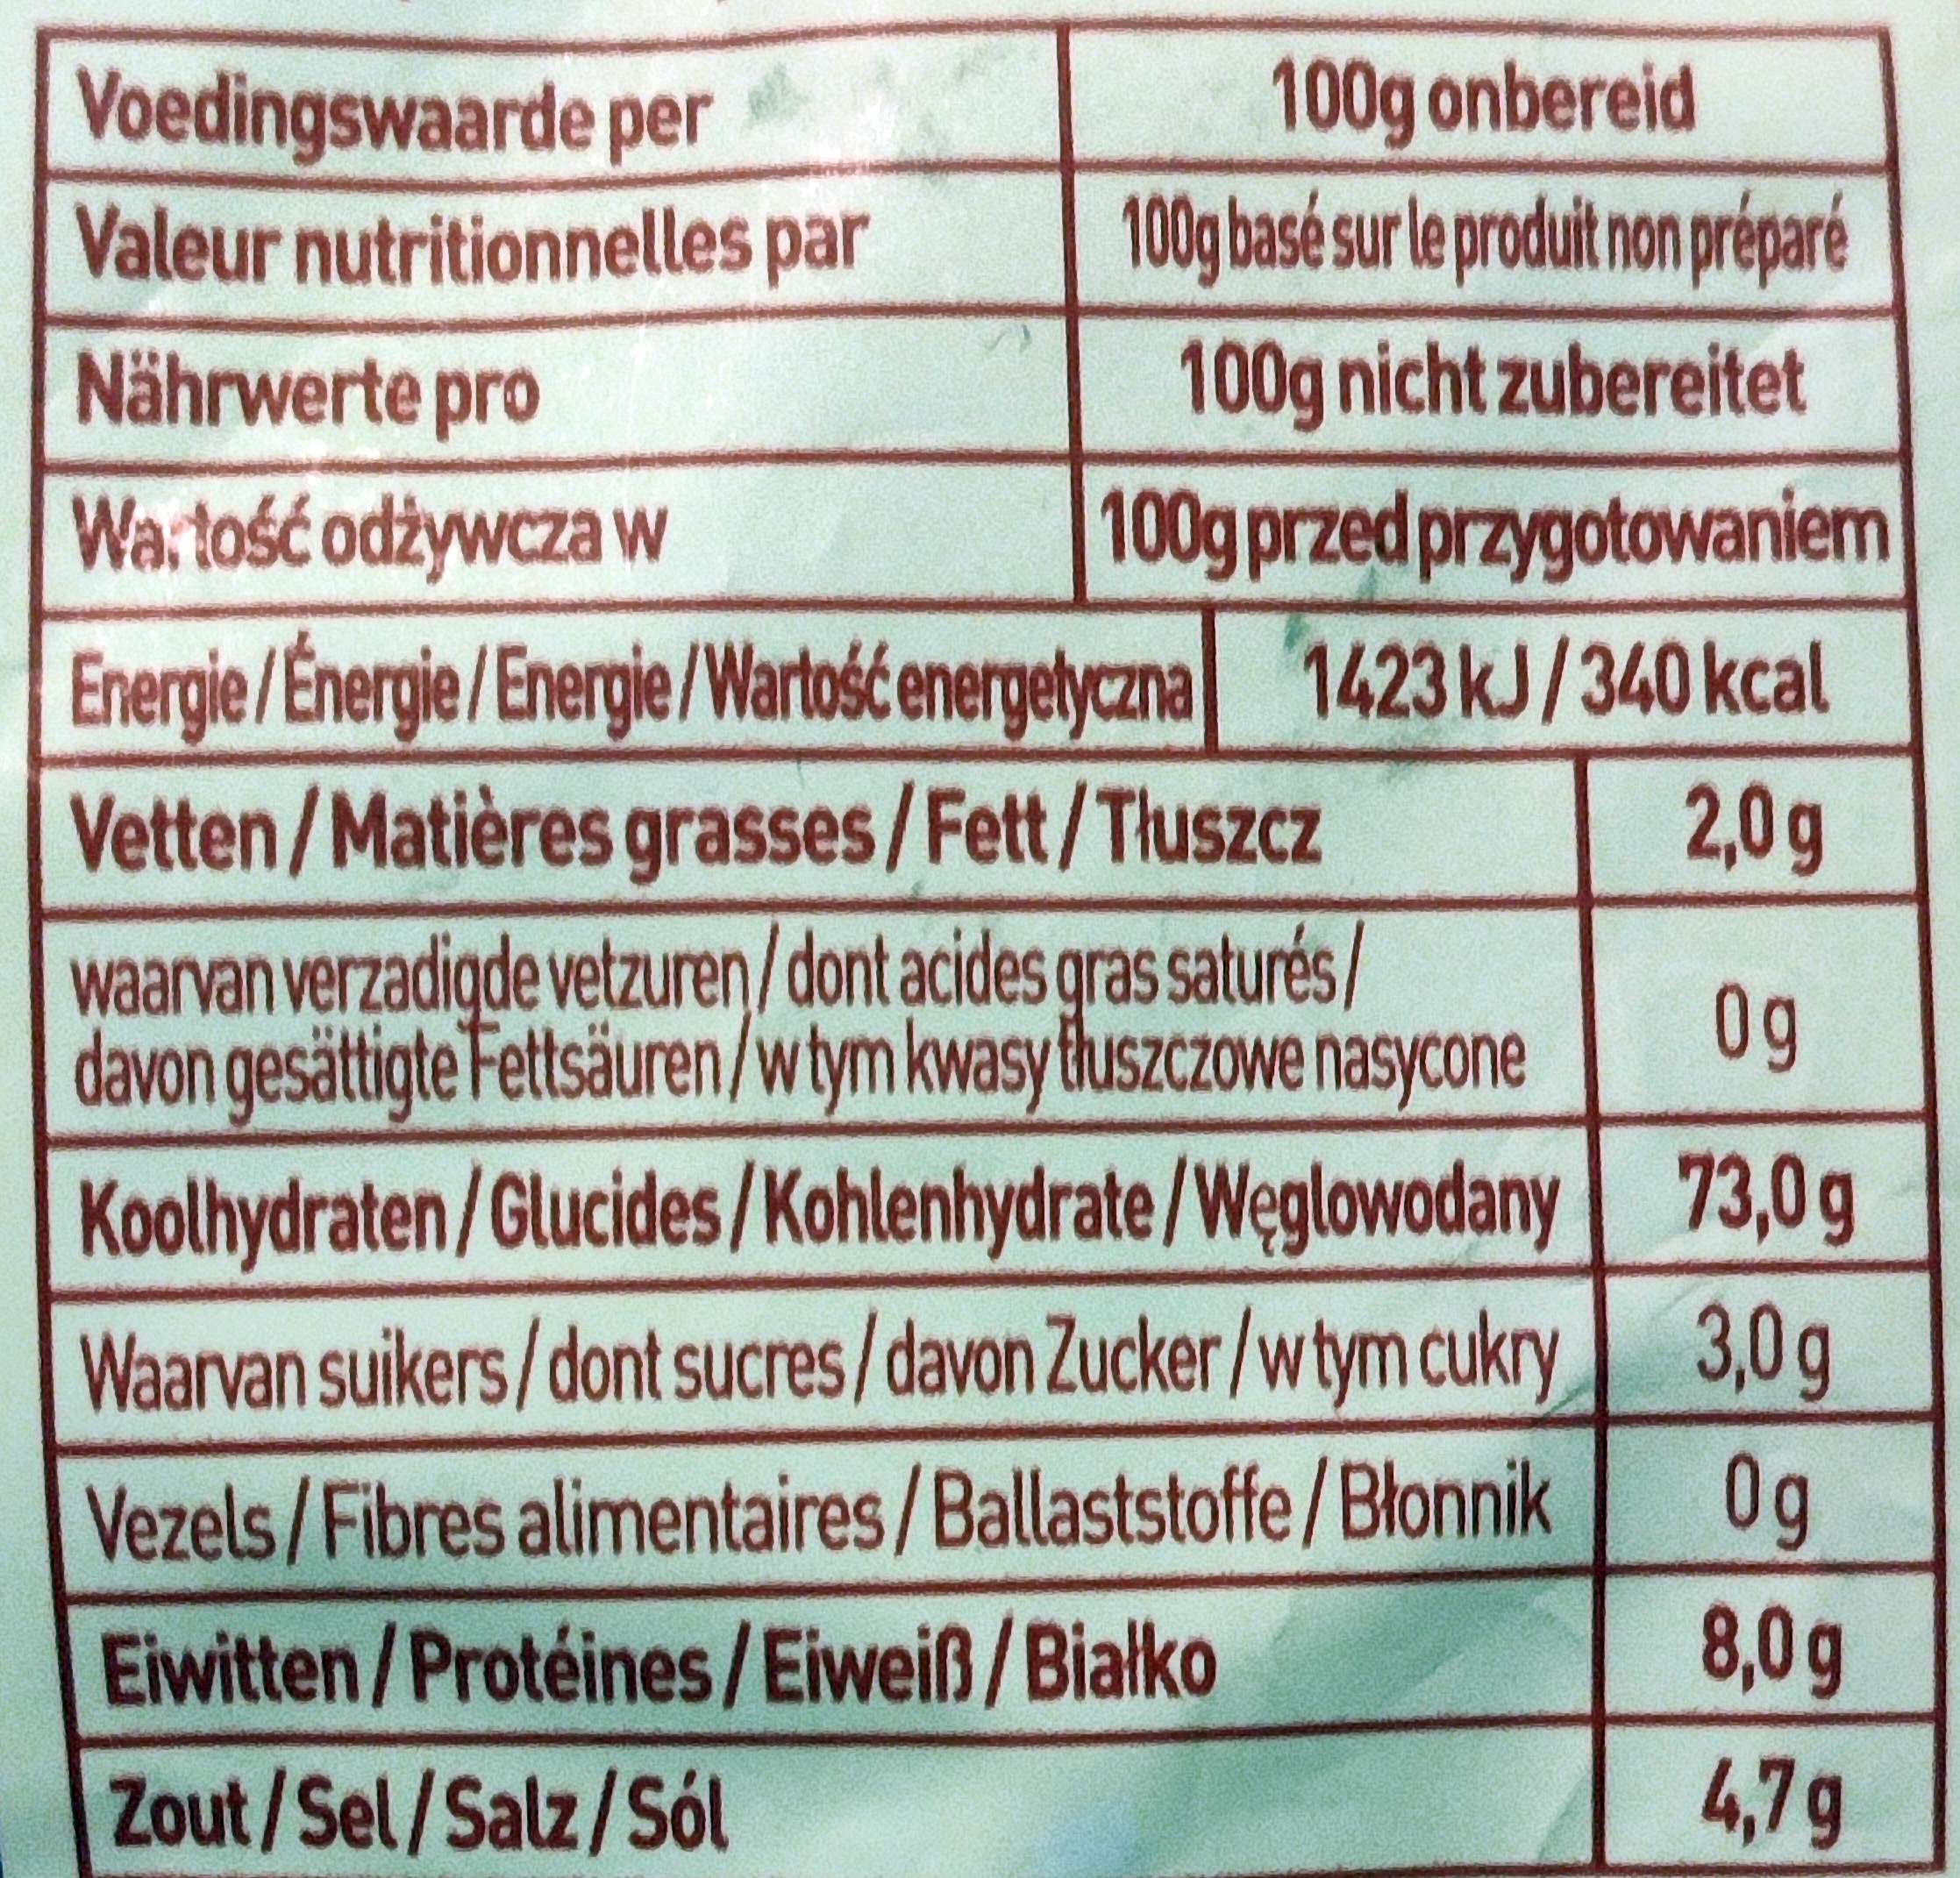 Voedingswaarde per 100g onbereid
Valeur nutritionnelles par 100g basé sur le produit non préparé
Nährwerte pro 100g nicht zubereitet
Wartość odżywcza w 100g przed przygotowaniem
Energie / Énergie / Energie / Wartość energetyczna 1423 kJ / 340 kcal
Vetten / Matières grasses / Fett / Tłuszcz 2,0 g
waarvan verzadigde vetzuren / dont acides gras saturés /
davon gesättigte Fettsäuren / w tym kwasy tłuszczowe nasycone 0 g
Koolhydraten / Glucides / Kohlenhydrate / Węglowodany 73,0 g
Waarvan suikers / dont sucres / davon Zucker / w tym cukry 3,0 g
Vezels / Fibres alimentaires / Ballaststoffe / Błonnik 0 g
Eiwitten / Protéines / Eiweiß / Białko 8,0 g
Zout / Sel / Salz / Sól 4,7 g